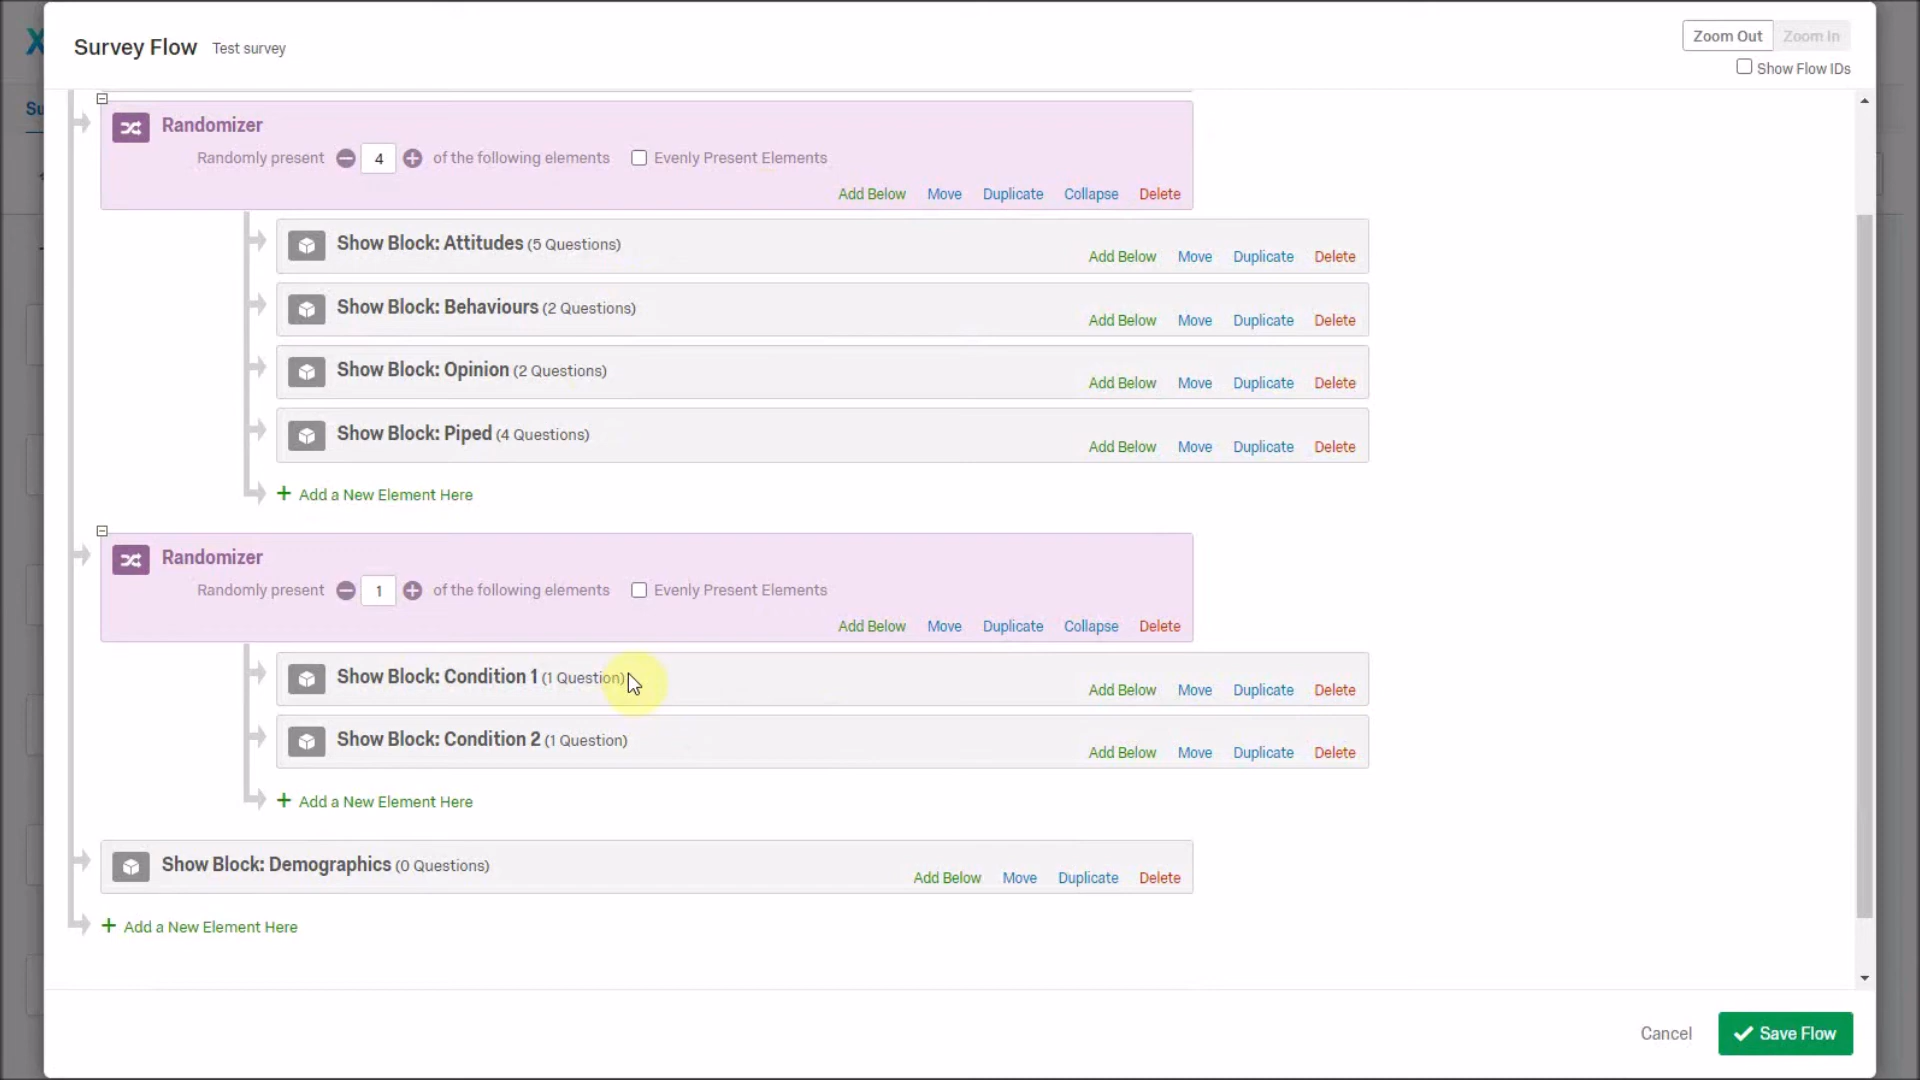 Survey Flow Test survey
Zoom Out Zoom In
Show Flow IDs
X
Su
Randomizer
Randomly present 4 of the following elements Evenly Present Elements
Add Below Move Duplicate Collapse Delete
Show Block: Attitudes (5 Questions)
Add Below Move Duplicate Delete
Show Block: Behaviours (2 Questions)
Add Below Move Duplicate Delete
Show Block: Opinion (2 Questions)
Add Below Move Duplicate Delete
Show Block: Piped (4 Questions)
Add Below Move Duplicate Delete
+ Add a New Element Here
Randomizer
Randomly present 1 of the following elements Evenly Present Elements
Add Below Move Duplicate Collapse Delete
Show Block: Condition 1 (1 Question)
Add Below Move Duplicate Delete
Show Block: Condition 2 (1 Question)
Add Below Move Duplicate Delete
+ Add a New Element Here
Show Block: Demographics (0 Questions)
Add Below Move Duplicate Delete
+ Add a New Element Here
Cancel Save Flow